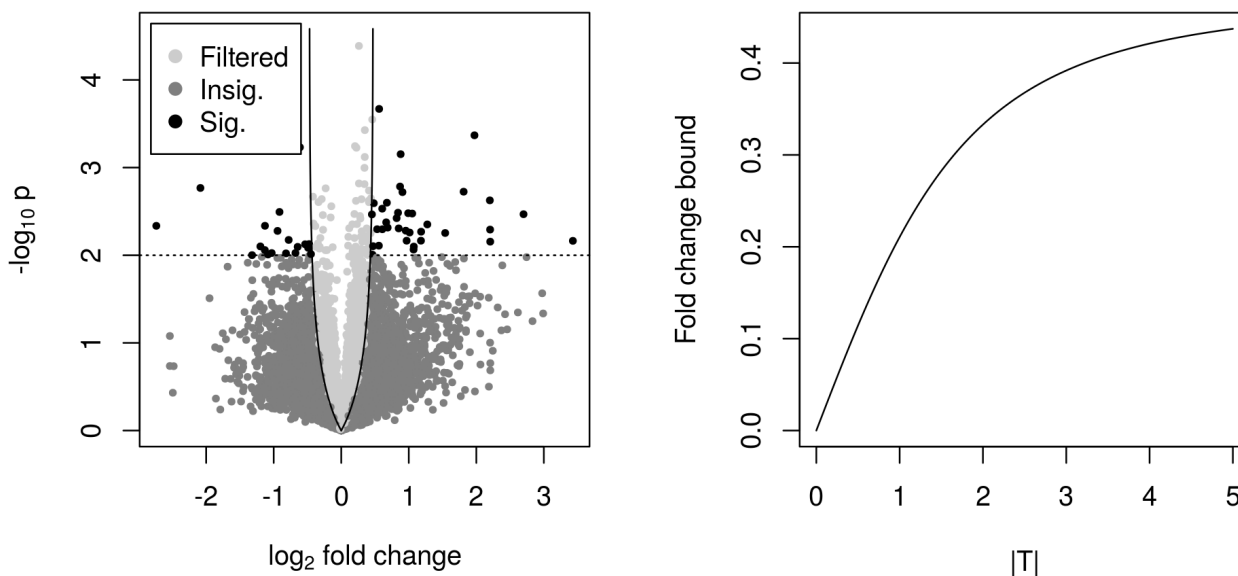 Filtered
Insig.
Sig.
-log10 p
4
3
2
1
0
-2 -1 0 1 2 3
log2 fold change
Fold change bound
0.4
0.3
0.2
0.1
0.0
0 1 2 3 4 5
|T|